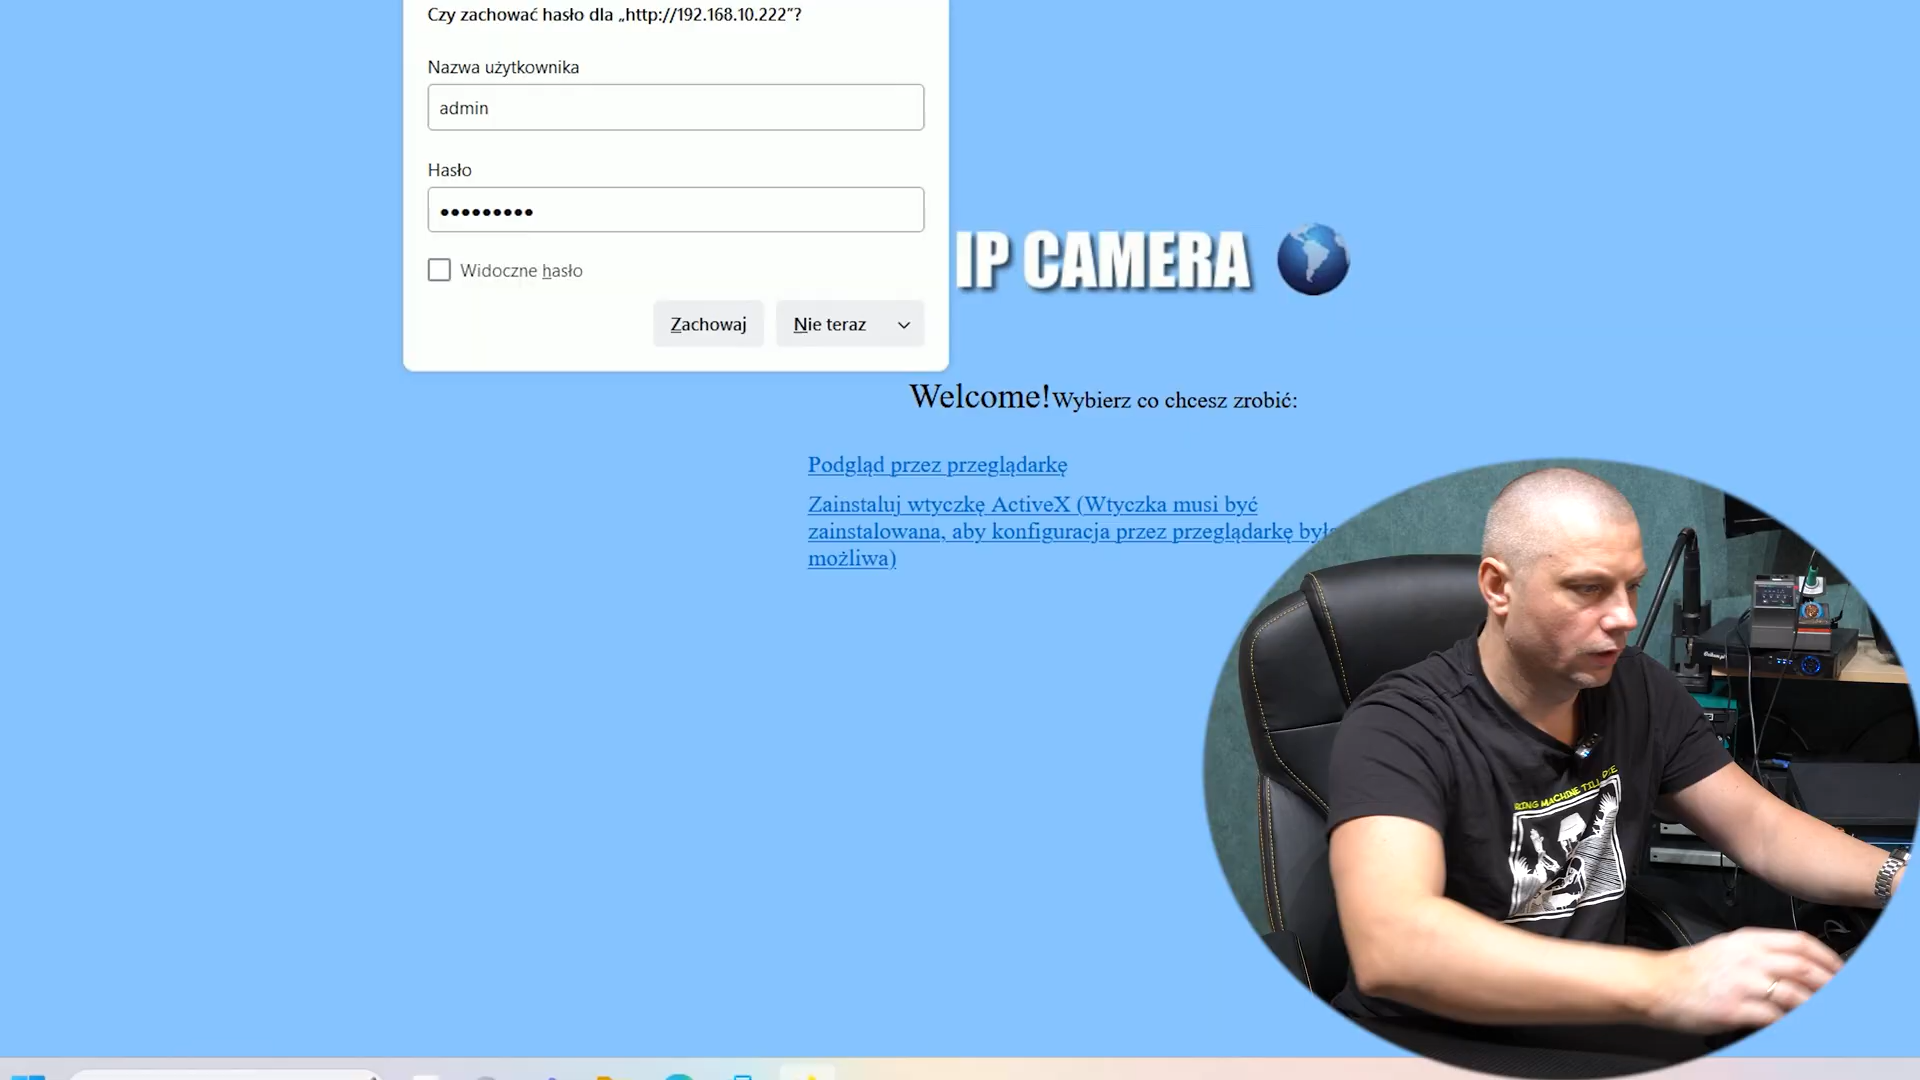 Czy zachować hasło dla „http://192.168.10.222”?
Nazwa użytkownika
admin
Hasło
Widoczne hasło
Zachowaj
Nie teraz
IP CAMERA
Welcome!Wybierz co chcesz zrobić:
Podgląd przez przeglądarkę
Zainstaluj wtyczkę ActiveX (Wtyczka musi być
zainstalowana, aby konfiguracja przez przeglądarkę
możliwa)
MACHINE TILL